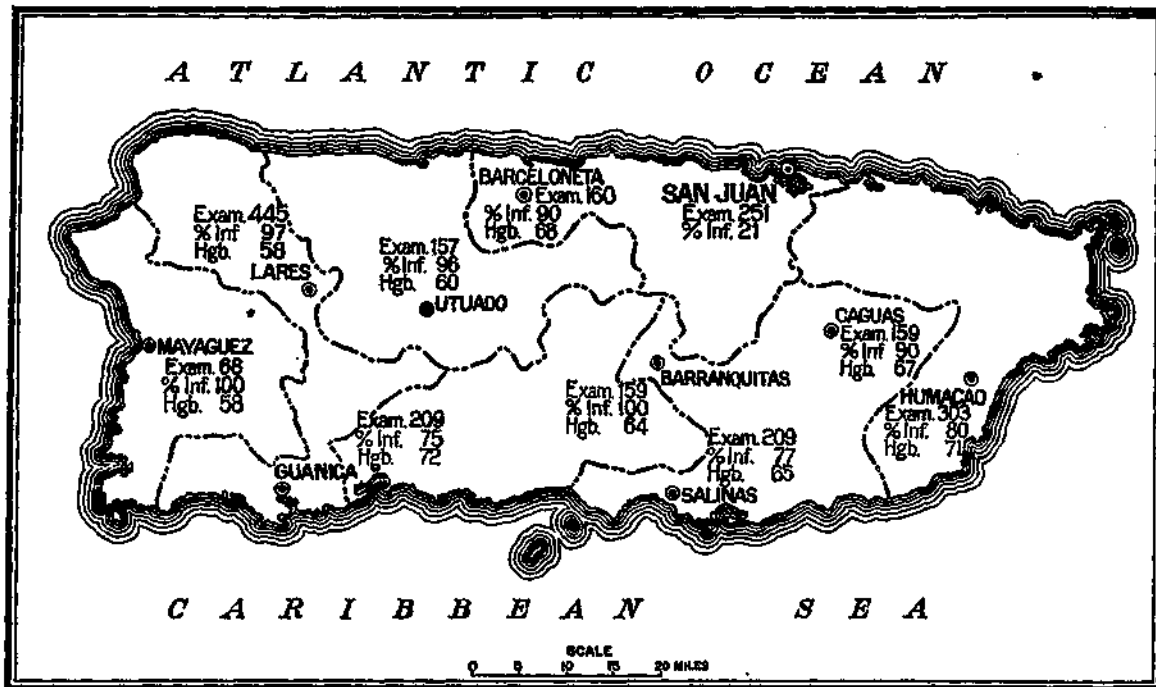 ATLANTIC OCEAN
BARCELONETA
Exam. 160
% Inf. 90
Hgb. 68
SAN JUAN
Exam. 251
% Inf. 21
Exam. 445
% Inf 97
Hgb. 58
LARES
Exam. 157
% Inf. 96
Hgb. 60
UTUADO
MAYAGUEZ
Exam. 68
% Inf. 100
Hgb. 58
CAGUAS
Exam. 159
% Inf 90
Hgb. 67
BARRANQUITAS
Exam. 159
% Inf. 100
Hgb. 64
HUMACAO
Exam. 303
% Inf. 80
Hgb. 71
Exam. 209
% Inf. 75
Hgb. 72
GUANICA
Exam. 209
% Inf. 77
Hgb. 65
SALINAS
CARIBBEAN SEA
SCALE
0 5 10 15 20 MILES